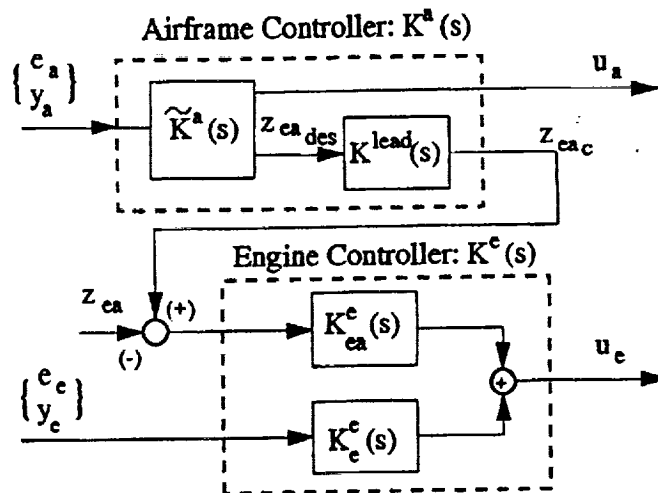 Airframe Controller: K^a(s)
{e_a y_a}
K̃^a(s)
u_a
z_ea_des
K^lead(s)
z_ea_c
Engine Controller: K^e(s)
z_ea
(+)
(-)
K^e_ea(s)
+
u_e
{e_e y_e}
K^e_e(s)